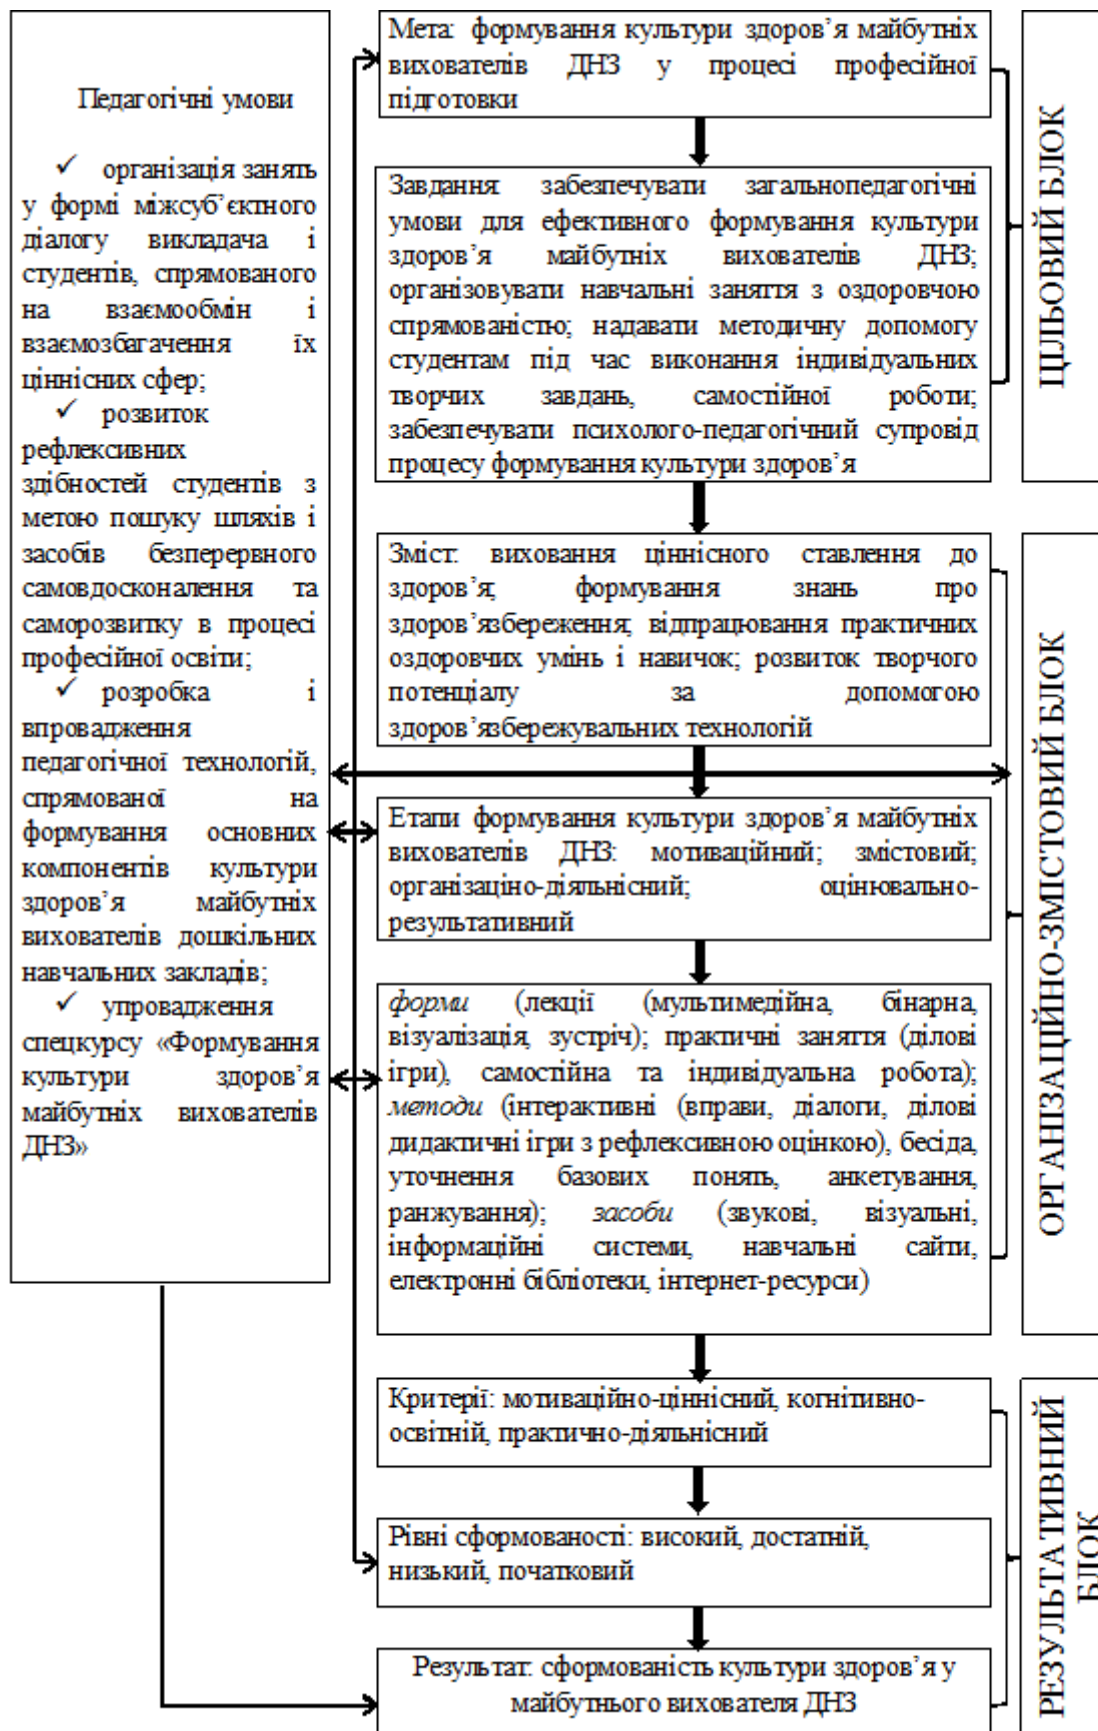 Педагогічні умови
✓ організація занять
у формі міжсуб’єктного
діалогу викладача і
студентів, спрямованого
на взаємообмін і
взаємозбагачення їх
ціннісних сфер;
✓ розвиток
рефлексивних
здібностей студентів з
метою пошуку шляхів і
засобів безперервного
самовдосконалення та
саморозвитку в процесі
професійної освіти;
✓ розробка і
впровадження
педагогічної технологій,
спрямованої на
формування основних
компонентів культури
здоров’я майбутніх
вихователів дошкільних
навчальних закладів;
✓ упровадження
спецкурсу «Формування
культури здоров’я
майбутніх вихователів
ДНЗ»
Мета: формування культури здоров’я майбутніх
вихователів ДНЗ у процесі професійної
підготовки
Завдання: забезпечувати загальнопедагогічні
умови для ефективного формування культури
здоров’я майбутніх вихователів ДНЗ;
організовувати навчальні заняття з оздоровчою
спрямованістю; надавати методичну допомогу
студентам під час виконання індивідуальних
творчих завдань, самостійної роботи;
забезпечувати психолого-педагогічний супровід
процесу формування культури здоров’я
ЦІЛЬОВИЙ БЛОК
Зміст: виховання ціннісного ставлення до
здоров’я; формування знань про
здоров’язбереження; відпрацювання практичних
оздоровчих умінь і навичок; розвиток творчого
потенціалу за допомогою
здоров’язбережувальних технологій
Етапи формування культури здоров’я майбутніх
вихователів ДНЗ: мотиваційний; змістовий;
організаціно-діяльнісний; оцінювально-
результативний
форми (лекції (мультимедійна, бінарна,
візуалізація, зустріч); практичні заняття (ділові
ігри), самостійна та індивідуальна робота);
методи (інтерактивні (вправи, діалоги, ділові
дидактичні ігри з рефлексивною оцінкою), бесіда,
уточнення базових понять, анкетування,
ранжування); засоби (звукові, візуальні,
інформаційні системи, навчальні сайти,
електронні бібліотеки, інтернет-ресурси)
ОРГАНІЗАЦІЙНО-ЗМІСТОВИЙ БЛОК
Критерії: мотиваційно-ціннісний, когнітивно-
освітній, практично-діяльнісний
Рівні сформованості: високий, достатній,
низький, початковий
Результат: сформованість культури здоров’я у
майбутнього вихователя ДНЗ
РЕЗУЛЬТАТИВНИЙ
БЛОК